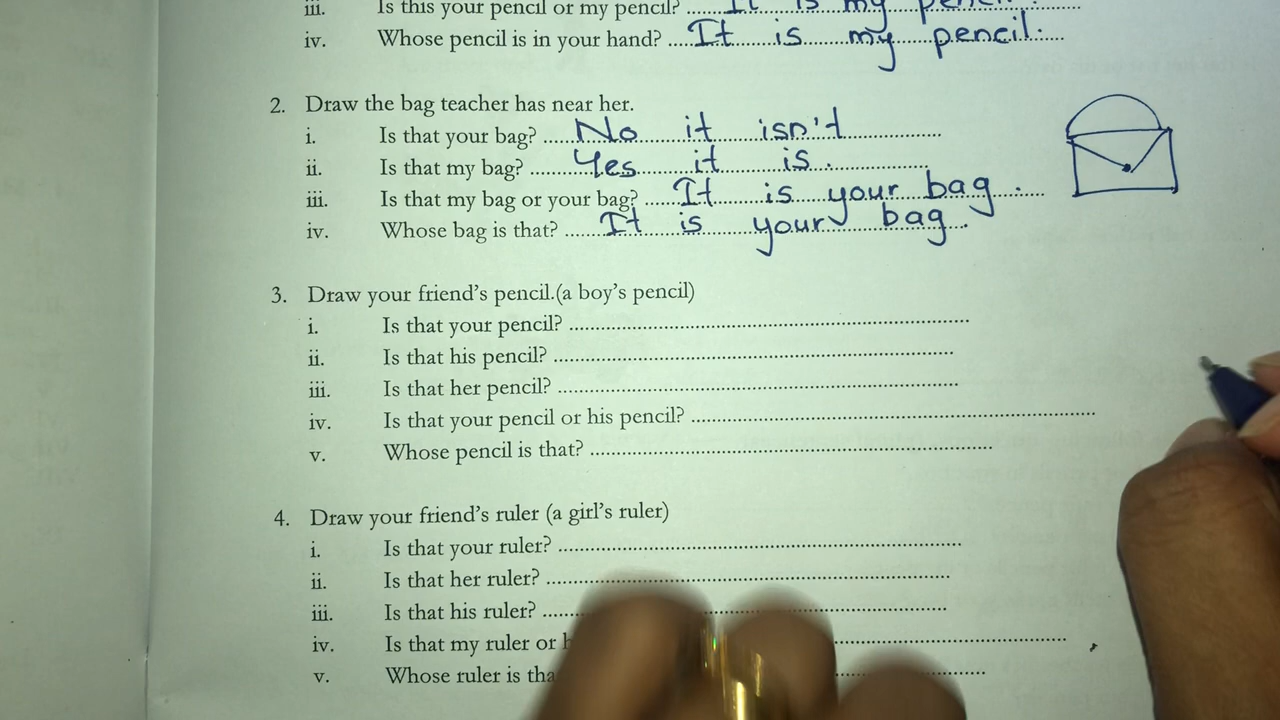 iii. Is this your pencil or my pencil? ...... It is my pencil.
iv. Whose pencil is in your hand? ...... It is my pencil.
2. Draw the bag teacher has near her.
i. Is that your bag? ...... No it isn't
ii. Is that my bag? ...... Yes it is.
iii. Is that my bag or your bag? ...... It is your bag.
iv. Whose bag is that? ...... It is your bag.
3. Draw your friend's pencil.(a boy's pencil)
i. Is that your pencil? ......
ii. Is that his pencil? ......
iii. Is that her pencil? ......
iv. Is that your pencil or his pencil? ......
v. Whose pencil is that? ......
4. Draw your friend's ruler (a girl's ruler)
i. Is that your ruler? ......
ii. Is that her ruler? ......
iii. Is that his ruler? ......
iv. Is that my ruler or
v. Whose ruler is